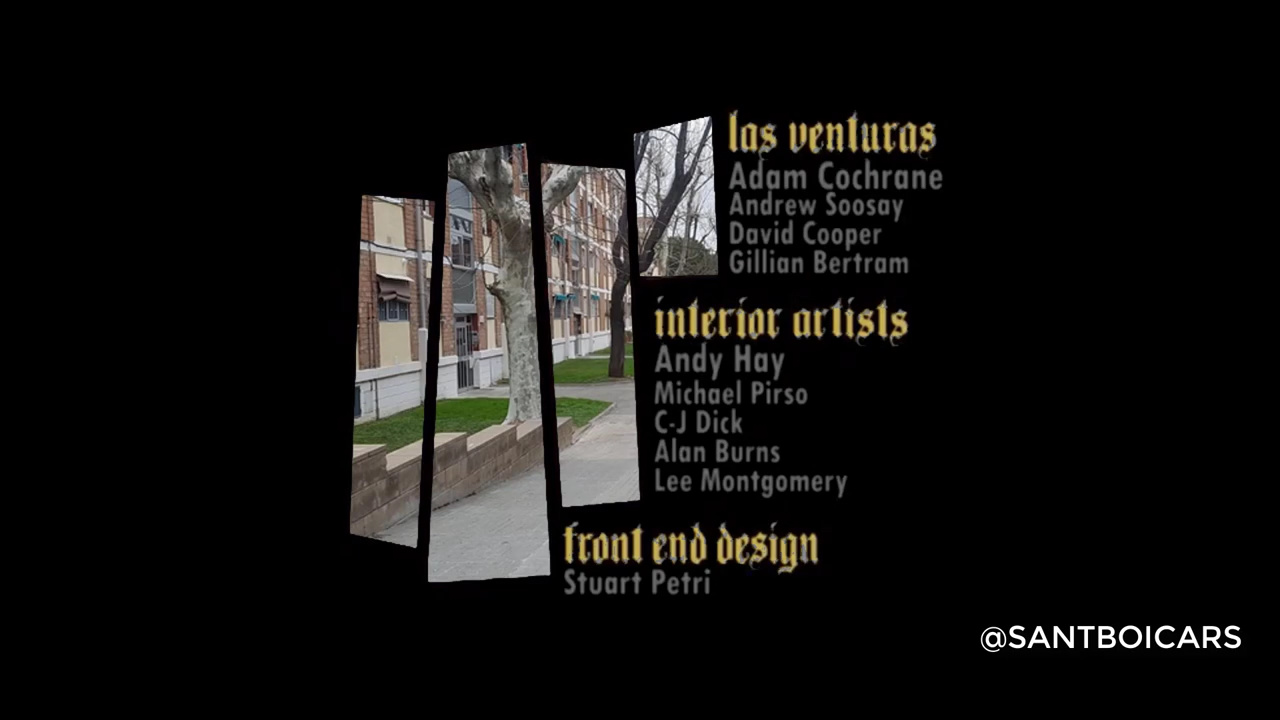 las venturas
Adam Cochrane
Andrew Soosay
David Cooper
Gillian Bertram
interior artists
Andy Hay
Michael Pirso
C-J Dick
Alan Burns
Lee Montgomery
front end design
Stuart Petri
@SANTBOICARS